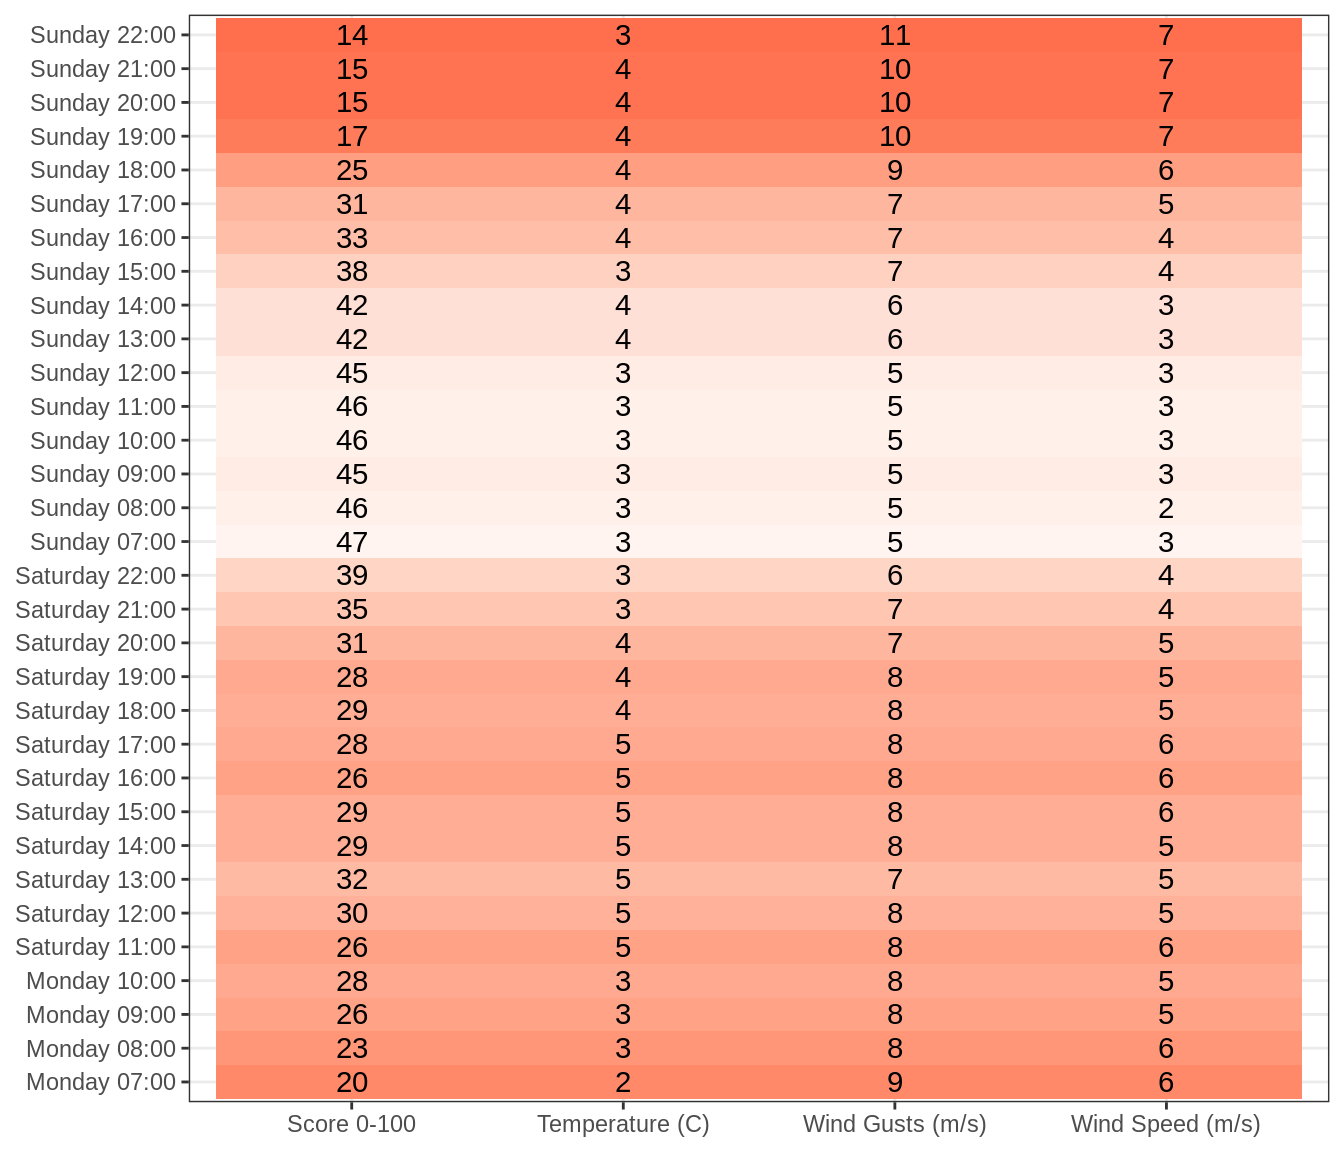 Sunday 22:00 14 3 11 7
Sunday 21:00 15 4 10 7
Sunday 20:00 15 4 10 7
Sunday 19:00 17 4 10 7
Sunday 18:00 25 4 9 6
Sunday 17:00 31 4 7 5
Sunday 16:00 33 4 7 4
Sunday 15:00 38 3 7 4
Sunday 14:00 42 4 6 3
Sunday 13:00 42 4 6 3
Sunday 12:00 45 3 5 3
Sunday 11:00 46 3 5 3
Sunday 10:00 46 3 5 3
Sunday 09:00 45 3 5 3
Sunday 08:00 46 3 5 2
Sunday 07:00 47 3 5 3
Saturday 22:00 39 3 6 4
Saturday 21:00 35 3 7 4
Saturday 20:00 31 4 7 5
Saturday 19:00 28 4 8 5
Saturday 18:00 29 4 8 5
Saturday 17:00 28 5 8 6
Saturday 16:00 26 5 8 6
Saturday 15:00 29 5 8 6
Saturday 14:00 29 5 8 5
Saturday 13:00 32 5 7 5
Saturday 12:00 30 5 8 5
Saturday 11:00 26 5 8 6
Monday 10:00 28 3 8 5
Monday 09:00 26 3 8 5
Monday 08:00 23 3 8 6
Monday 07:00 20 2 9 6
Score 0-100 Temperature (C) Wind Gusts (m/s) Wind Speed (m/s)